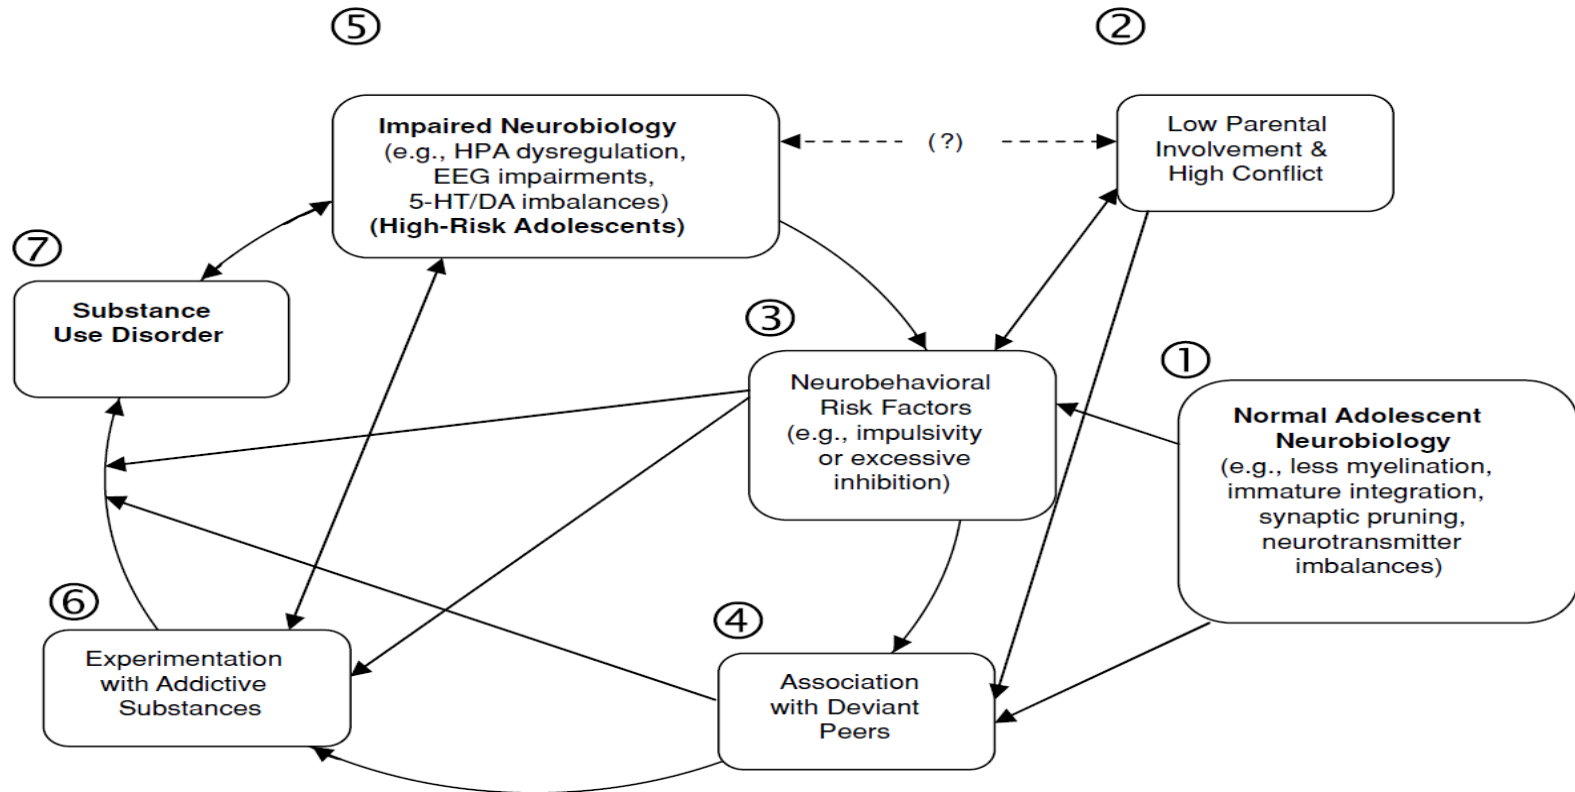 ⑤
②
Impaired Neurobiology
(e.g., HPA dysregulation,
EEG impairments,
5-HT/DA imbalances)
(High-Risk Adolescents)
(?)
Low Parental
Involvement &
High Conflict
⑦
Substance
Use Disorder
③
Neurobehavioral
Risk Factors
(e.g., impulsivity
or excessive
inhibition)
①
Normal Adolescent
Neurobiology
(e.g., less myelination,
immature integration,
synaptic pruning,
neurotransmitter
imbalances)
⑥
Experimentation
with Addictive
Substances
④
Association
with Deviant
Peers